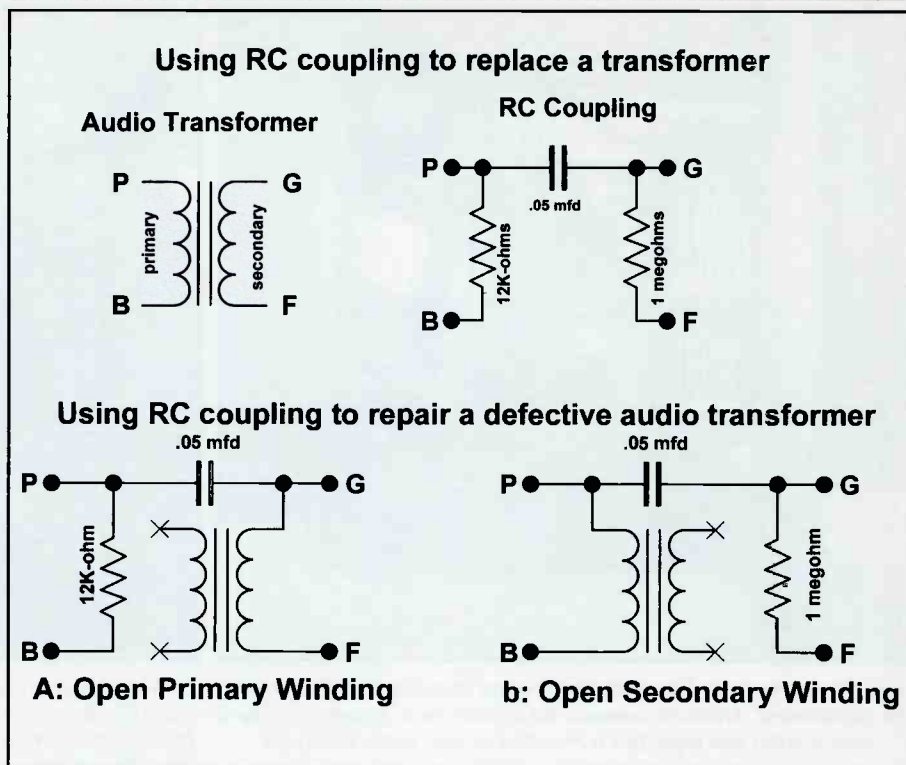 Using RC coupling to replace a transformer
Audio Transformer
RC Coupling
P
G
primary
secondary
B
F
P
G
.05 mfd
12K-ohms
1 megohms
B
F
Using RC coupling to repair a defective audio transformer
.05 mfd
P
G
12K-ohm
B
F
A: Open Primary Winding
.05 mfd
P
G
1 megohm
B
F
b: Open Secondary Winding